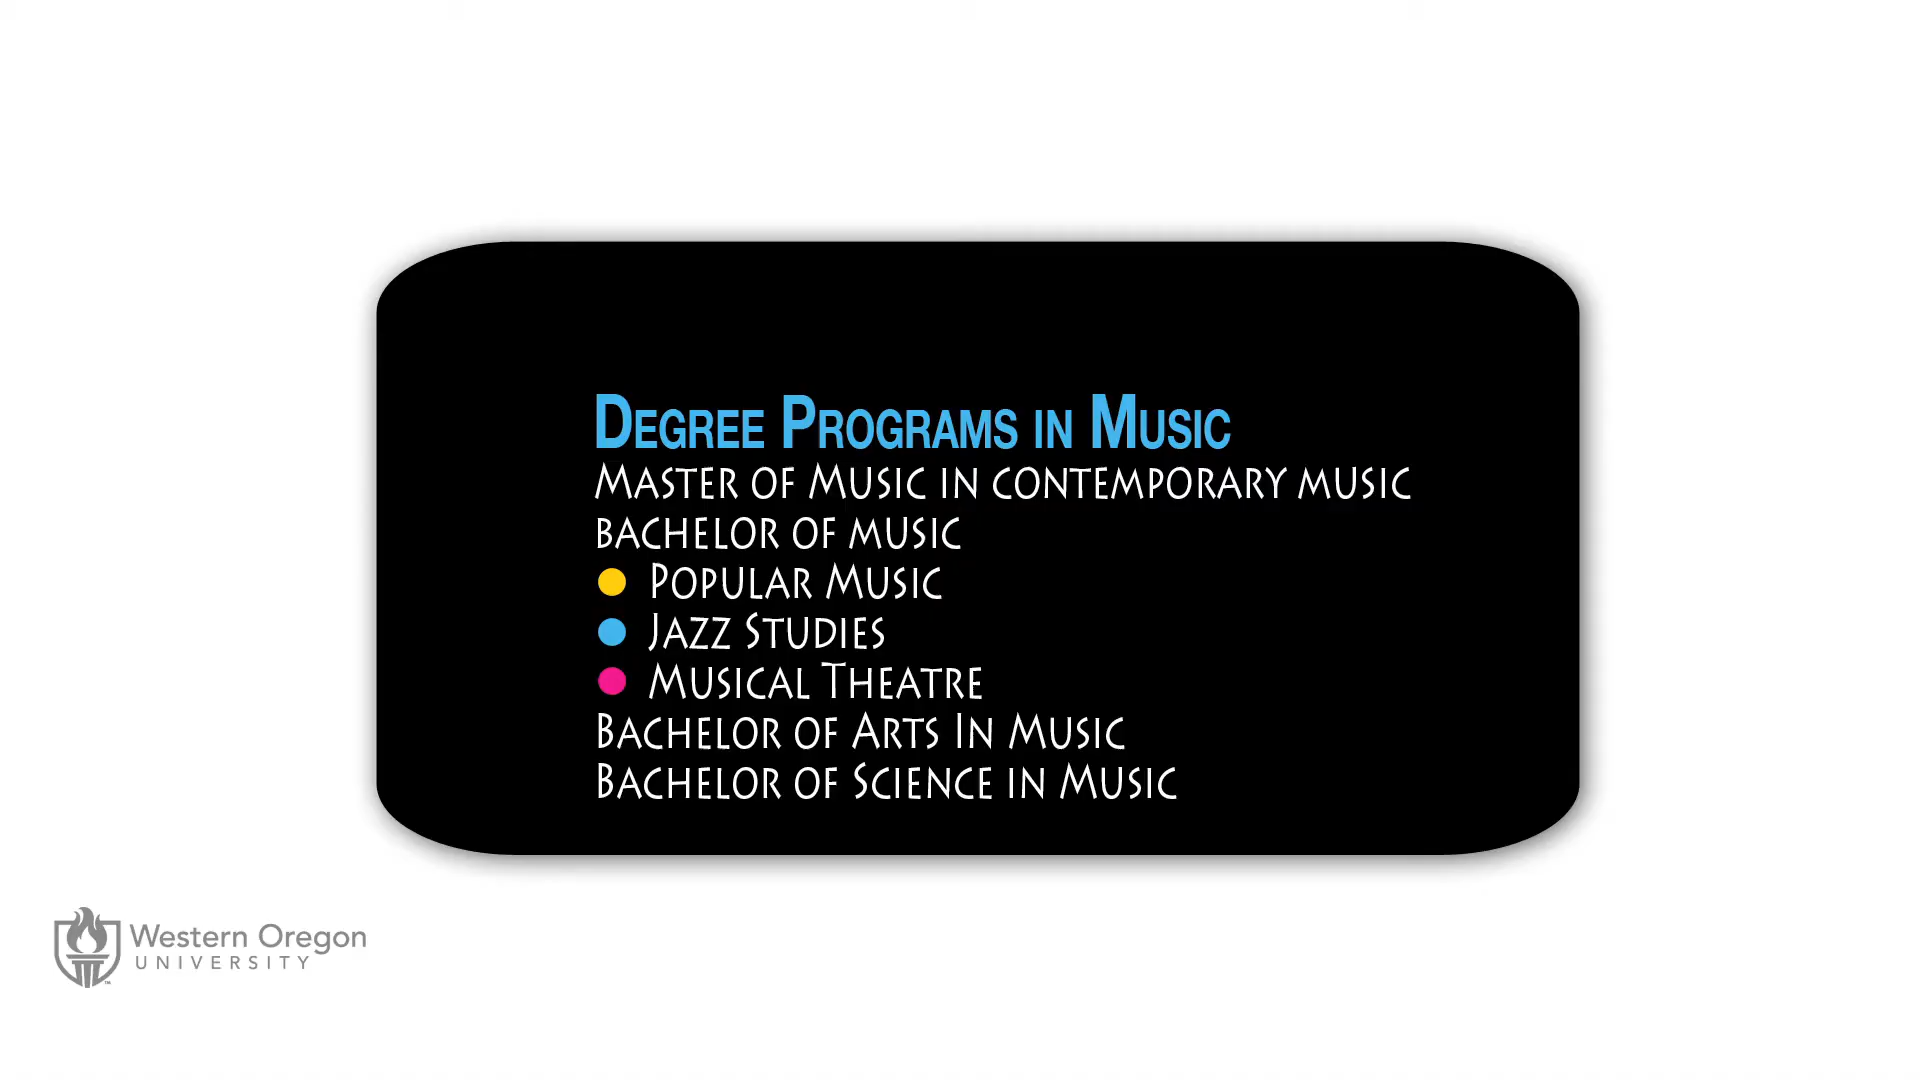 Degree Programs in Music
Master of Music in contemporary music
bachelor of music
Popular Music
Jazz Studies
Musical Theatre
Bachelor of Arts In Music
Bachelor of Science in Music
Western Oregon
UNIVERSITY